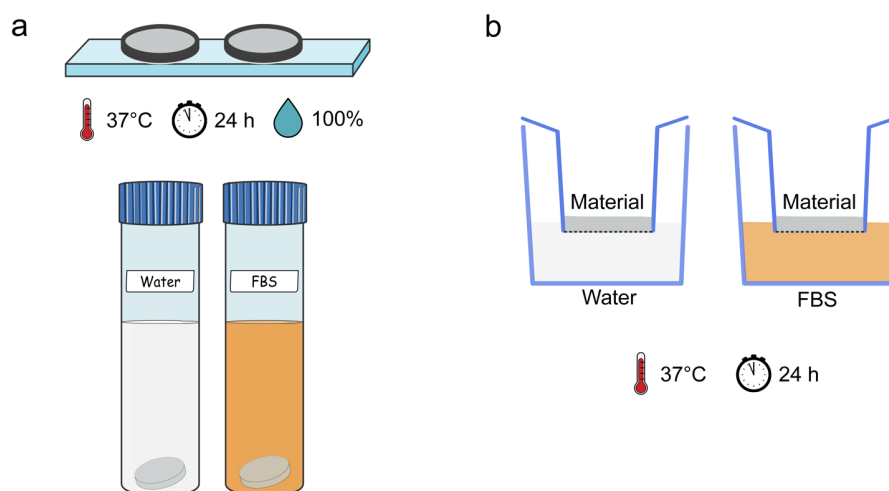 a
37°C 24 h 100%
Water FBS
b
Material Material
Water FBS
37°C 24 h